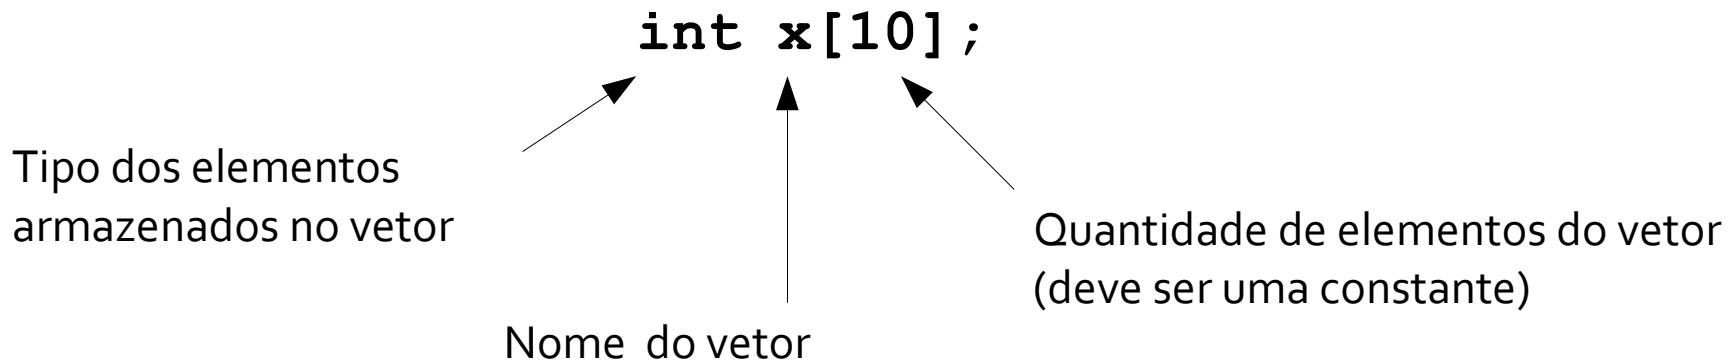 int x[10];
Tipo dos elementos
armazenados no vetor
Quantidade de elementos do vetor
(deve ser uma constante)
Nome do vetor